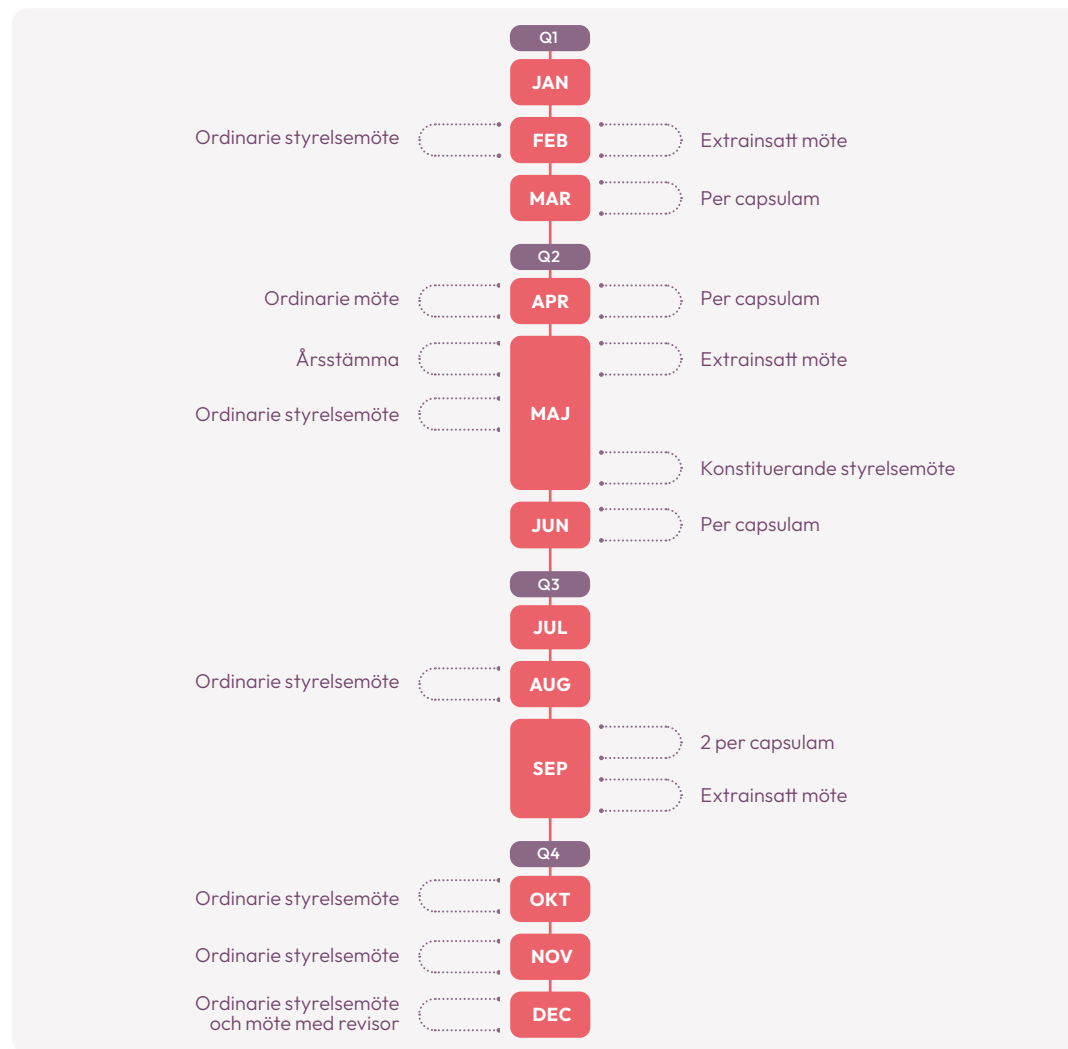 Q1
JAN
Ordinarie styrelsemöte
FEB
Extrainsatt möte
MAR
Per capsulam
Q2
Ordinarie möte
APR
Per capsulam
Årsstämma
Extrainsatt möte
Ordinarie styrelsemöte
MAJ
Konstituerande styrelsemöte
JUN
Per capsulam
Q3
JUL
Ordinarie styrelsemöte
AUG
2 per capsulam
SEP
Extrainsatt möte
Q4
Ordinarie styrelsemöte
OKT
Ordinarie styrelsemöte
NOV
Ordinarie styrelsemöte
och möte med revisor
DEC